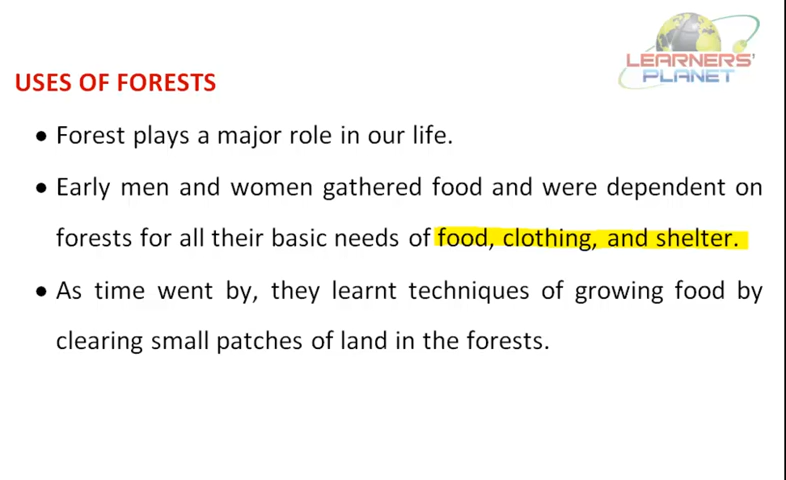 LEARNERS'
PLANET
USES OF FORESTS
• Forest plays a major role in our life.
• Early men and women gathered food and were dependent on
forests for all their basic needs of food, clothing, and shelter.
• As time went by, they learnt techniques of growing food by
clearing small patches of land in the forests.